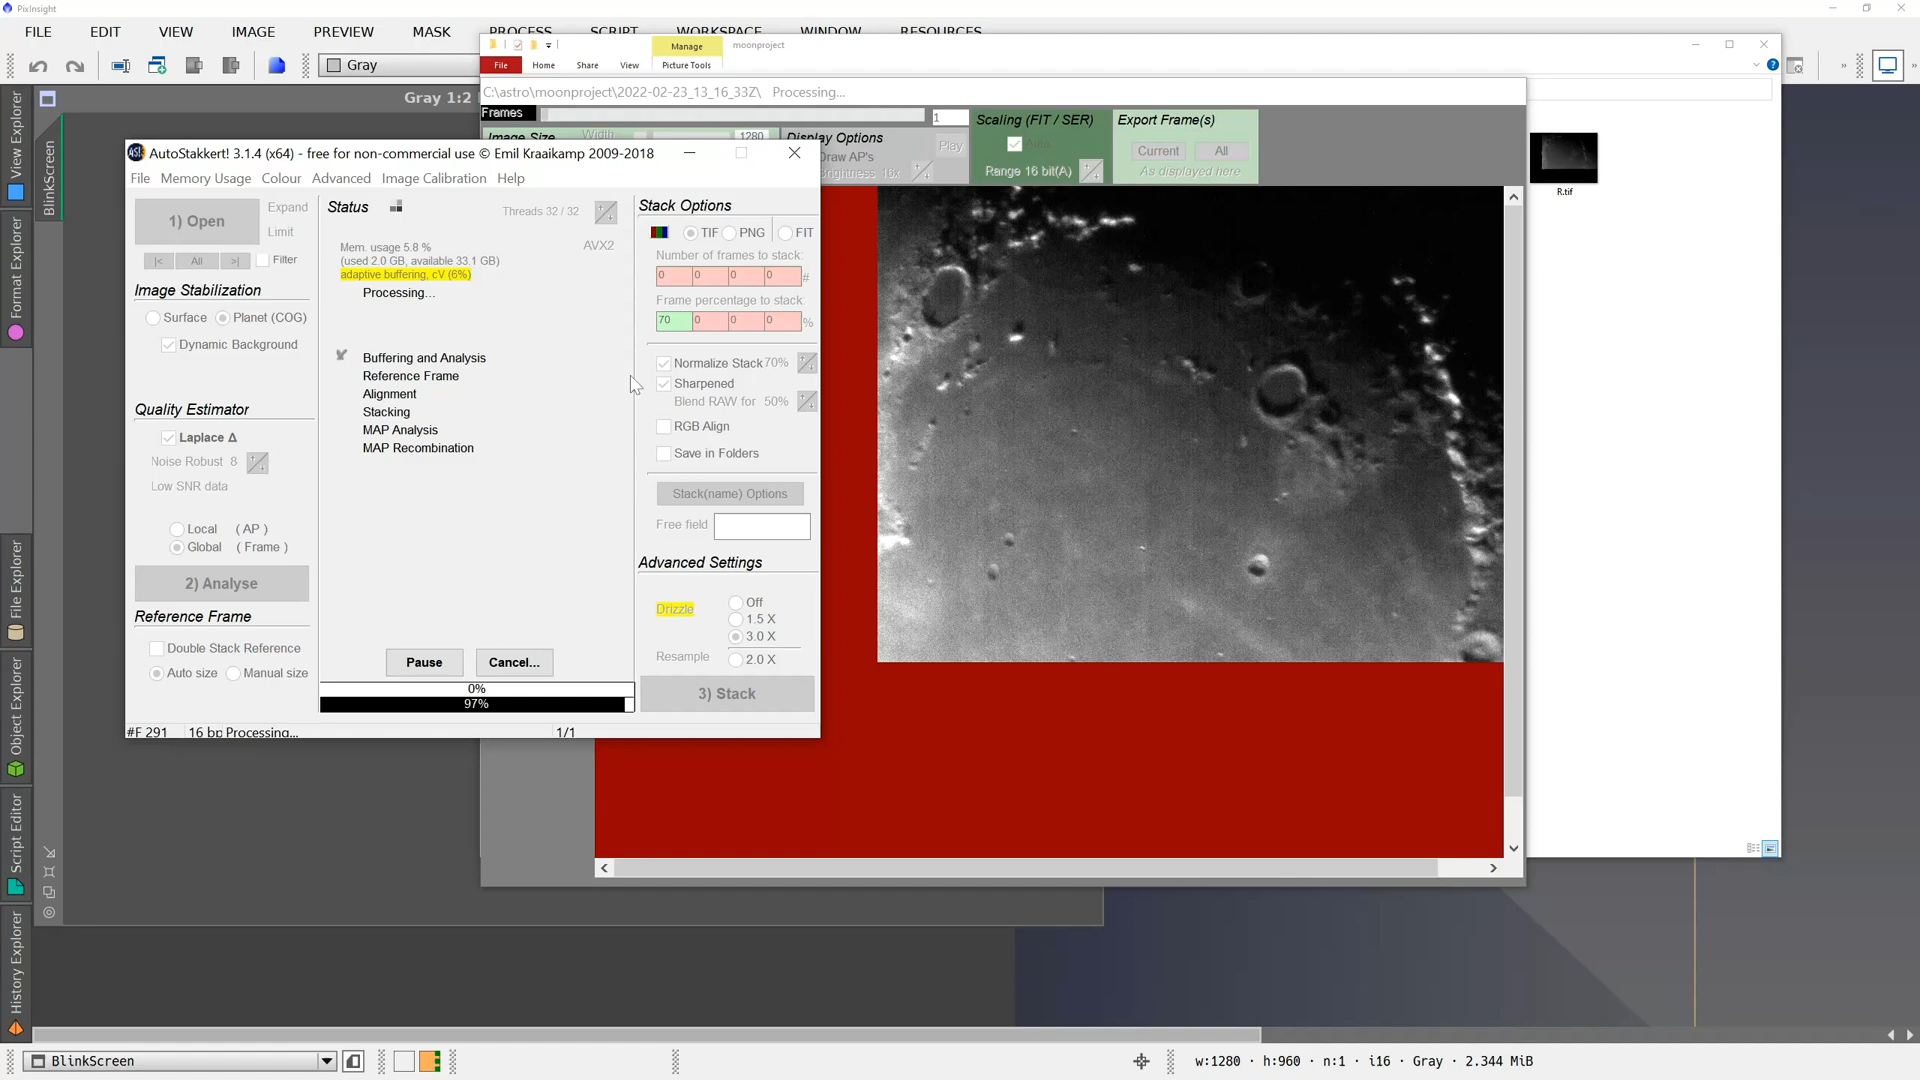 PixInsight
FILE EDIT VIEW IMAGE PREVIEW MASK PROCESS SCRIPT WORKSPACE WINDOW RESOURCES
Gray
Manage moonproject
File Home Share View Picture Tools
Gray 1:2
C:\astro\moonproject\2022-02-23_13_16_33Z\ Processing...
Frames 1
Image Size Width 1280
Display Options
Draw AP's
Brightness 16x
Play
Scaling (FIT / SER)
Range 16 bit(A)
Export Frame(s)
Current All
As displayed here
R.tif
View Explorer
Format Explorer
File Explorer
Object Explorer
Script Editor
History Explorer
BlinkScreen
AutoStakkert! 3.1.4 (x64) - free for non-commercial use © Emil Kraaikamp 2009-2018
File Memory Usage Colour Advanced Image Calibration Help
1) Open
Expand
Limit
|< All >| Filter
Image Stabilization
Surface Planet (COG)
Dynamic Background
Quality Estimator
Laplace Δ
Noise Robust 8
Low SNR data
Local ( AP )
Global ( Frame )
2) Analyse
Reference Frame
Double Stack Reference
Auto size Manual size
Status
Threads 32 / 32
AVX2
Mem. usage 5.8 %
(used 2.0 GB, available 33.1 GB)
adaptive buffering, cV (6%)
Processing...
Buffering and Analysis
Reference Frame
Alignment
Stacking
MAP Analysis
MAP Recombination
Pause Cancel...
0%
97%
Stack Options
TIF PNG FIT
Number of frames to stack:
0 0 0 0 #
Frame percentage to stack:
70 0 0 0 %
Normalize Stack 70%
Sharpened
Blend RAW for 50%
RGB Align
Save in Folders
Stack(name) Options
Free field
Advanced Settings
Drizzle
Off
1.5 X
3.0 X
Resample 2.0 X
3) Stack
#F 291 16 bp Processing... 1/1
BlinkScreen
w:1280 · h:960 · n:1 · i16 · Gray · 2.344 MiB